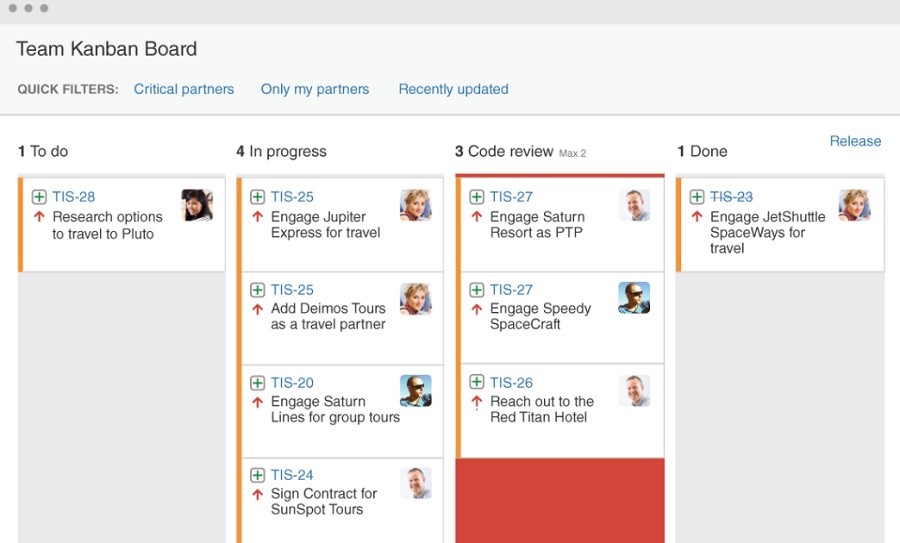 Team Kanban Board
QUICK FILTERS: Critical partners Only my partners Recently updated
Release
1 To do
TIS-28
Research options
to travel to Pluto
4 In progress
TIS-25
Engage Jupiter
Express for travel
TIS-25
Add Deimos Tours
as a travel partner
TIS-20
Engage Saturn
Lines for group tours
TIS-24
Sign Contract for
SunSpot Tours
3 Code review Max 2
TIS-27
Engage Saturn
Resort as PTP
TIS-27
Engage Speedy
SpaceCraft
TIS-26
Reach out to the
Red Titan Hotel
1 Done
TIS-23
Engage JetShuttle
SpaceWays for
travel